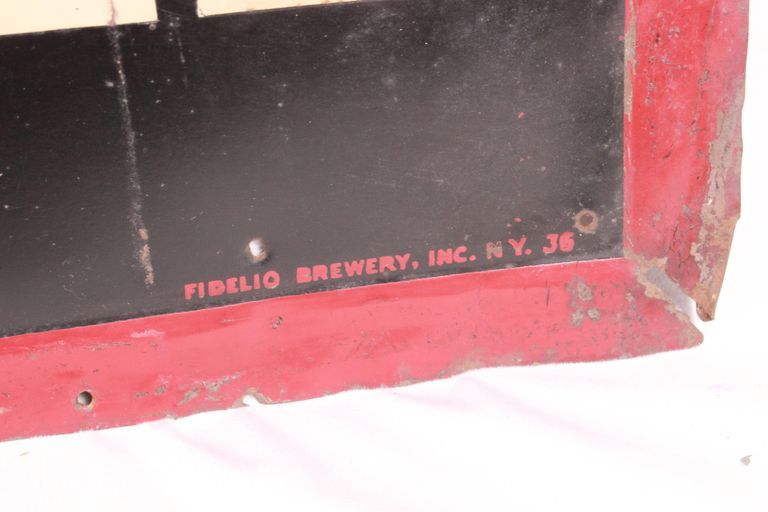 FIDELIO BREWERY, INC. N.Y. 36